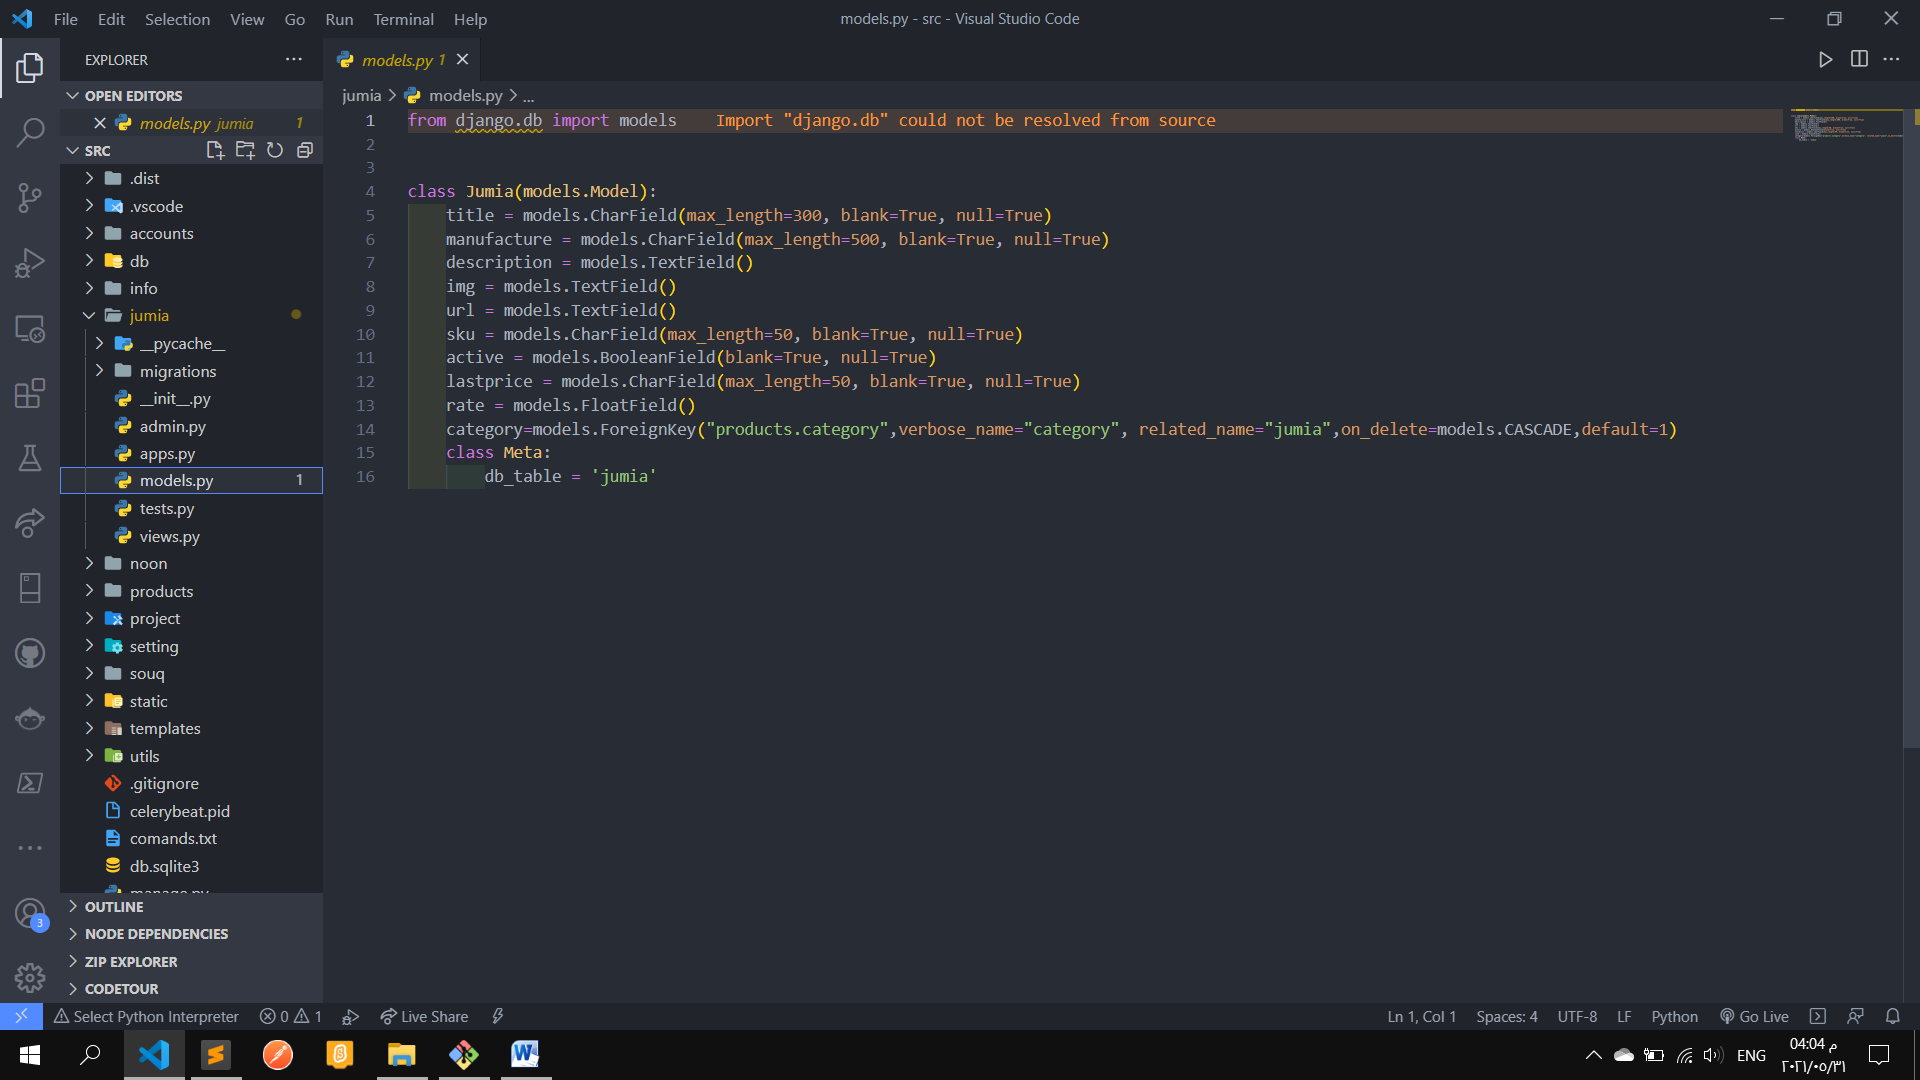 File Edit Selection View Go Run Terminal Help
models.py - src - Visual Studio Code
EXPLORER
models.py 1
OPEN EDITORS
models.py jumia 1
SRC
.dist
.vscode
accounts
db
info
jumia
__pycache__
migrations
__init__.py
admin.py
apps.py
models.py 1
tests.py
views.py
noon
products
project
setting
souq
static
templates
utils
.gitignore
celerybeat.pid
comands.txt
db.sqlite3
manage.py
OUTLINE
NODE DEPENDENCIES
ZIP EXPLORER
CODETOUR
3
jumia > models.py > ...
1 from django.db import models    Import "django.db" could not be resolved from source
2
3
4 class Jumia(models.Model):
5     title = models.CharField(max_length=300, blank=True, null=True)
6     manufacture = models.CharField(max_length=500, blank=True, null=True)
7     description = models.TextField()
8     img = models.TextField()
9     url = models.TextField()
10     sku = models.CharField(max_length=50, blank=True, null=True)
11     active = models.BooleanField(blank=True, null=True)
12     lastprice = models.CharField(max_length=50, blank=True, null=True)
13     rate = models.FloatField()
14     category=models.ForeignKey("products.category",verbose_name="category", related_name="jumia",on_delete=models.CASCADE,default=1)
15     class Meta:
16         db_table = 'jumia'
Select Python Interpreter 0 1 Live Share
Ln 1, Col 1 Spaces: 4 UTF-8 LF Python Go Live
ENG
04:04 م
٢٠٢١/٠٥/٣١